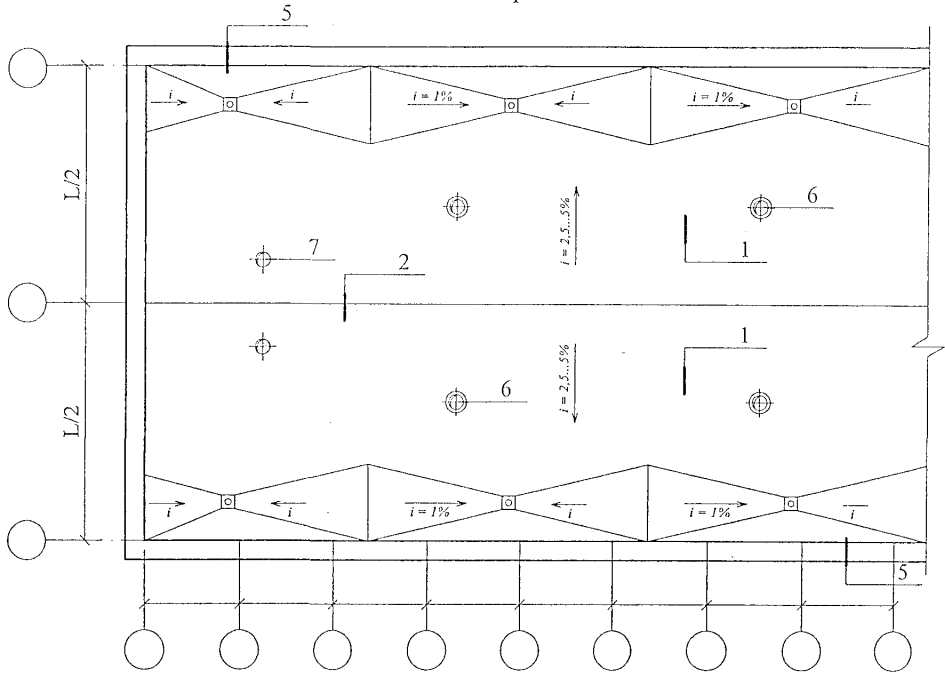 5
i
i
i = 1%
i
i = 1%
i
L/2
6
i = 2,5...5%
1
7
2
1
L/2
i = 2,5...5%
6
i
i
i = 1%
i
i = 1%
i
5